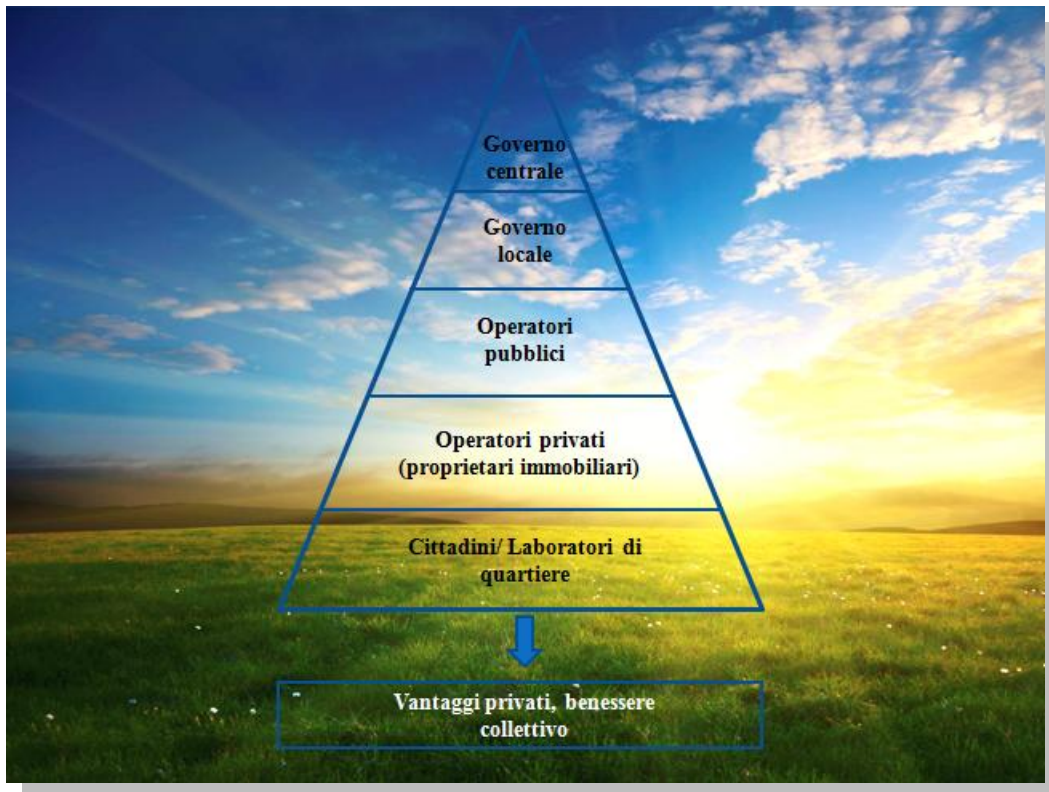 Governo
centrale
Governo
locale
Operatori
pubblici
Operatori privati
(proprietari immobiliari)
Cittadini/ Laboratori di
quartiere
Vantaggi privati, benessere
collettivo